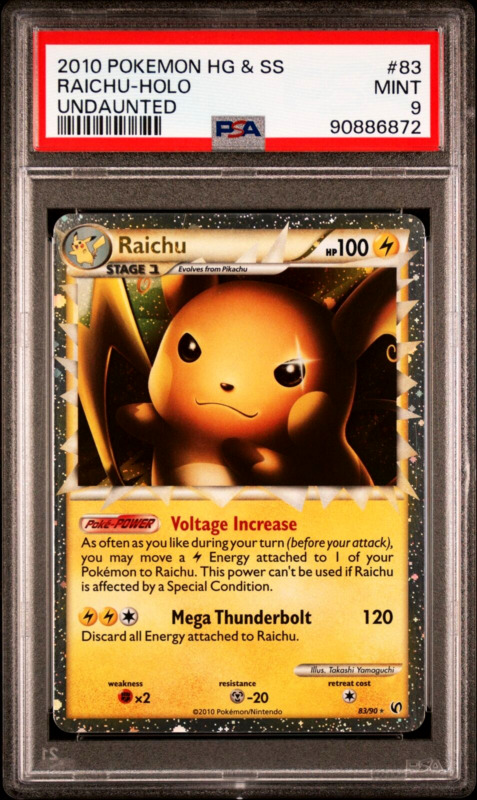 2010 POKEMON HG & SS #83
RAICHU-HOLO MINT
UNDAUNTED 9
PSA 90886872
Raichu HP100
STAGE 1 Evolves from Pikachu
Poké-POWER Voltage Increase
As often as you like during your turn (before your attack),
you may move a Energy attached to 1 of your
Pokémon to Raichu. This power can't be used if Raichu
is affected by a Special Condition.
Mega Thunderbolt 120
Discard all Energy attached to Raichu.
Illus. Takashi Yamaguchi
weakness resistance retreat cost
×2 -20
©2010 Pokémon/Nintendo 83/90 ★
21 PSA